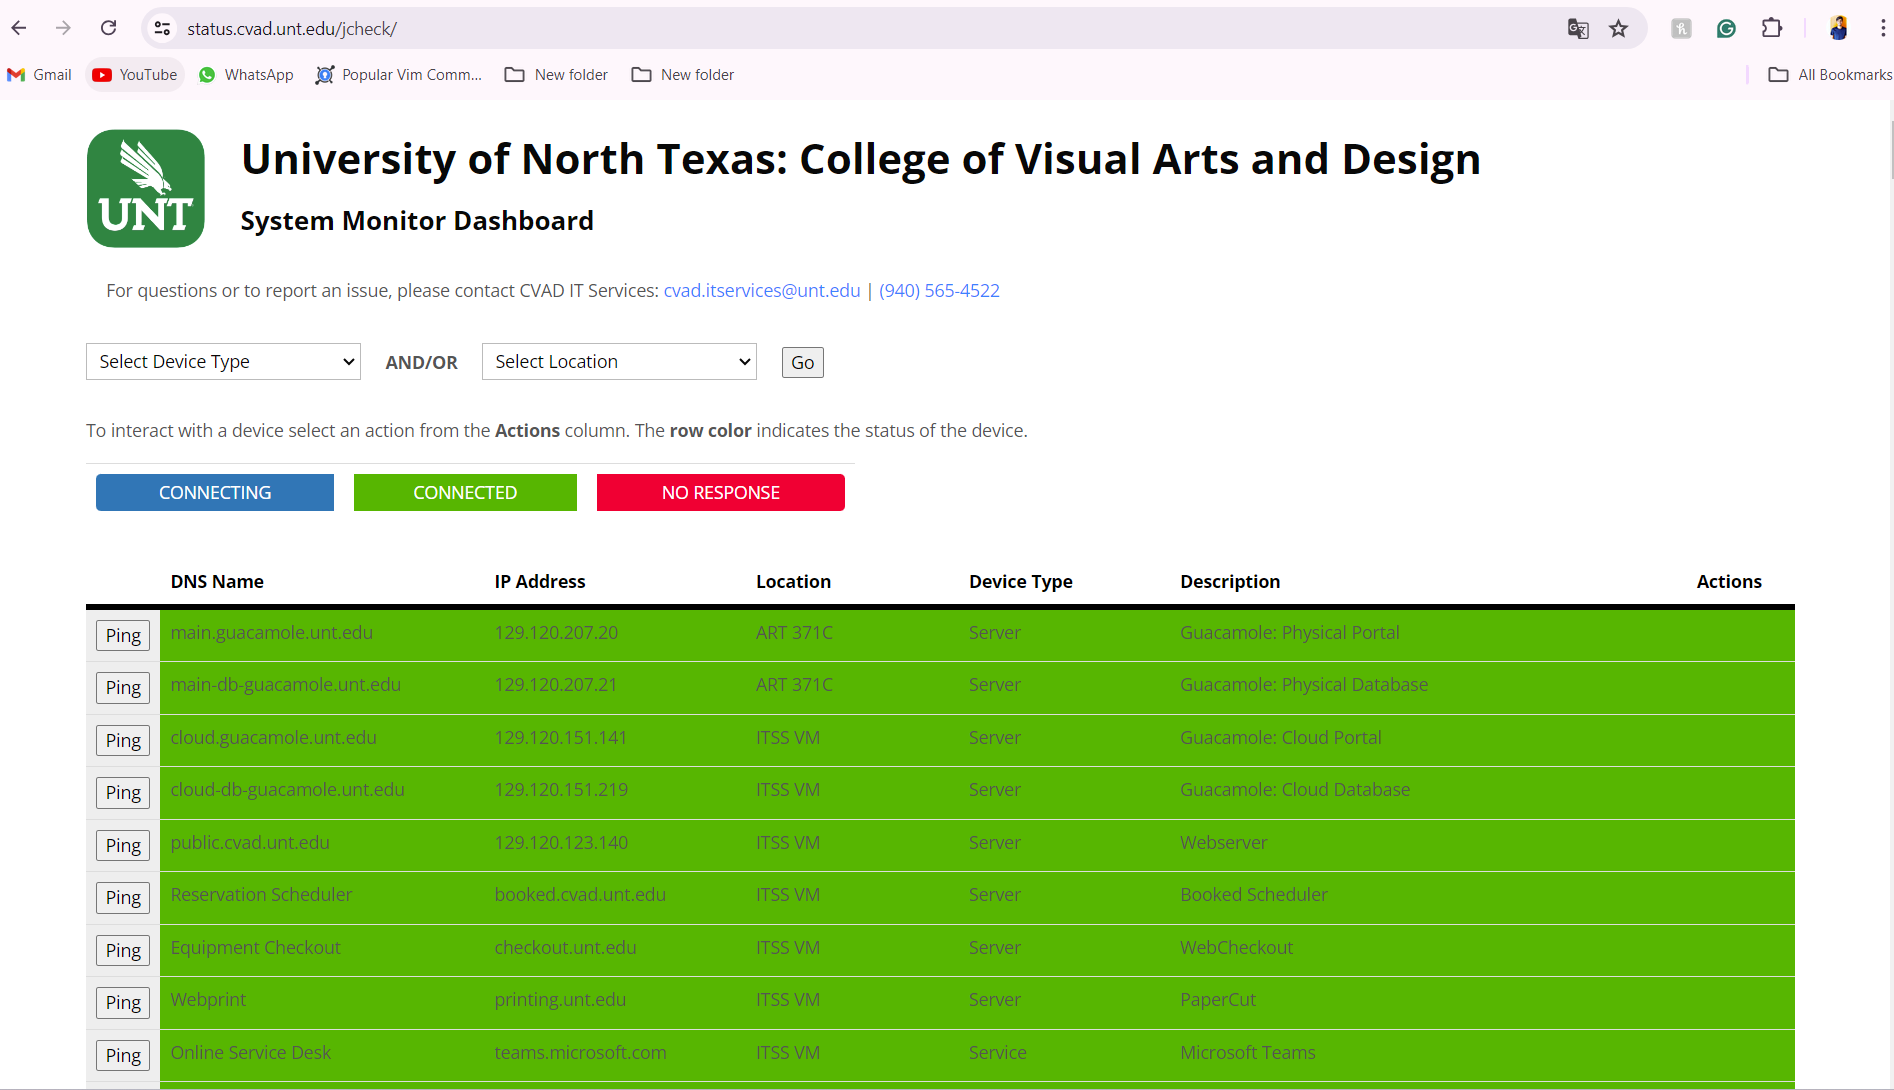 status.cvad.unt.edu/jcheck/
Gmail YouTube WhatsApp Popular Vim Comm... New folder New folder All Bookmarks
UNT
University of North Texas: College of Visual Arts and Design
System Monitor Dashboard
For questions or to report an issue, please contact CVAD IT Services: cvad.itservices@unt.edu | (940) 565-4522
Select Device Type AND/OR Select Location Go
To interact with a device select an action from the Actions column. The row color indicates the status of the device.
CONNECTING CONNECTED NO RESPONSE
DNS Name IP Address Location Device Type Description Actions
Ping main.guacamole.unt.edu 129.120.207.20 ART 371C Server Guacamole: Physical Portal
Ping main-db-guacamole.unt.edu 129.120.207.21 ART 371C Server Guacamole: Physical Database
Ping cloud.guacamole.unt.edu 129.120.151.141 ITSS VM Server Guacamole: Cloud Portal
Ping cloud-db-guacamole.unt.edu 129.120.151.219 ITSS VM Server Guacamole: Cloud Database
Ping public.cvad.unt.edu 129.120.123.140 ITSS VM Server Webserver
Ping Reservation Scheduler booked.cvad.unt.edu ITSS VM Server Booked Scheduler
Ping Equipment Checkout checkout.unt.edu ITSS VM Server WebCheckout
Ping Webprint printing.unt.edu ITSS VM Server PaperCut
Ping Online Service Desk teams.microsoft.com ITSS VM Service Microsoft Teams